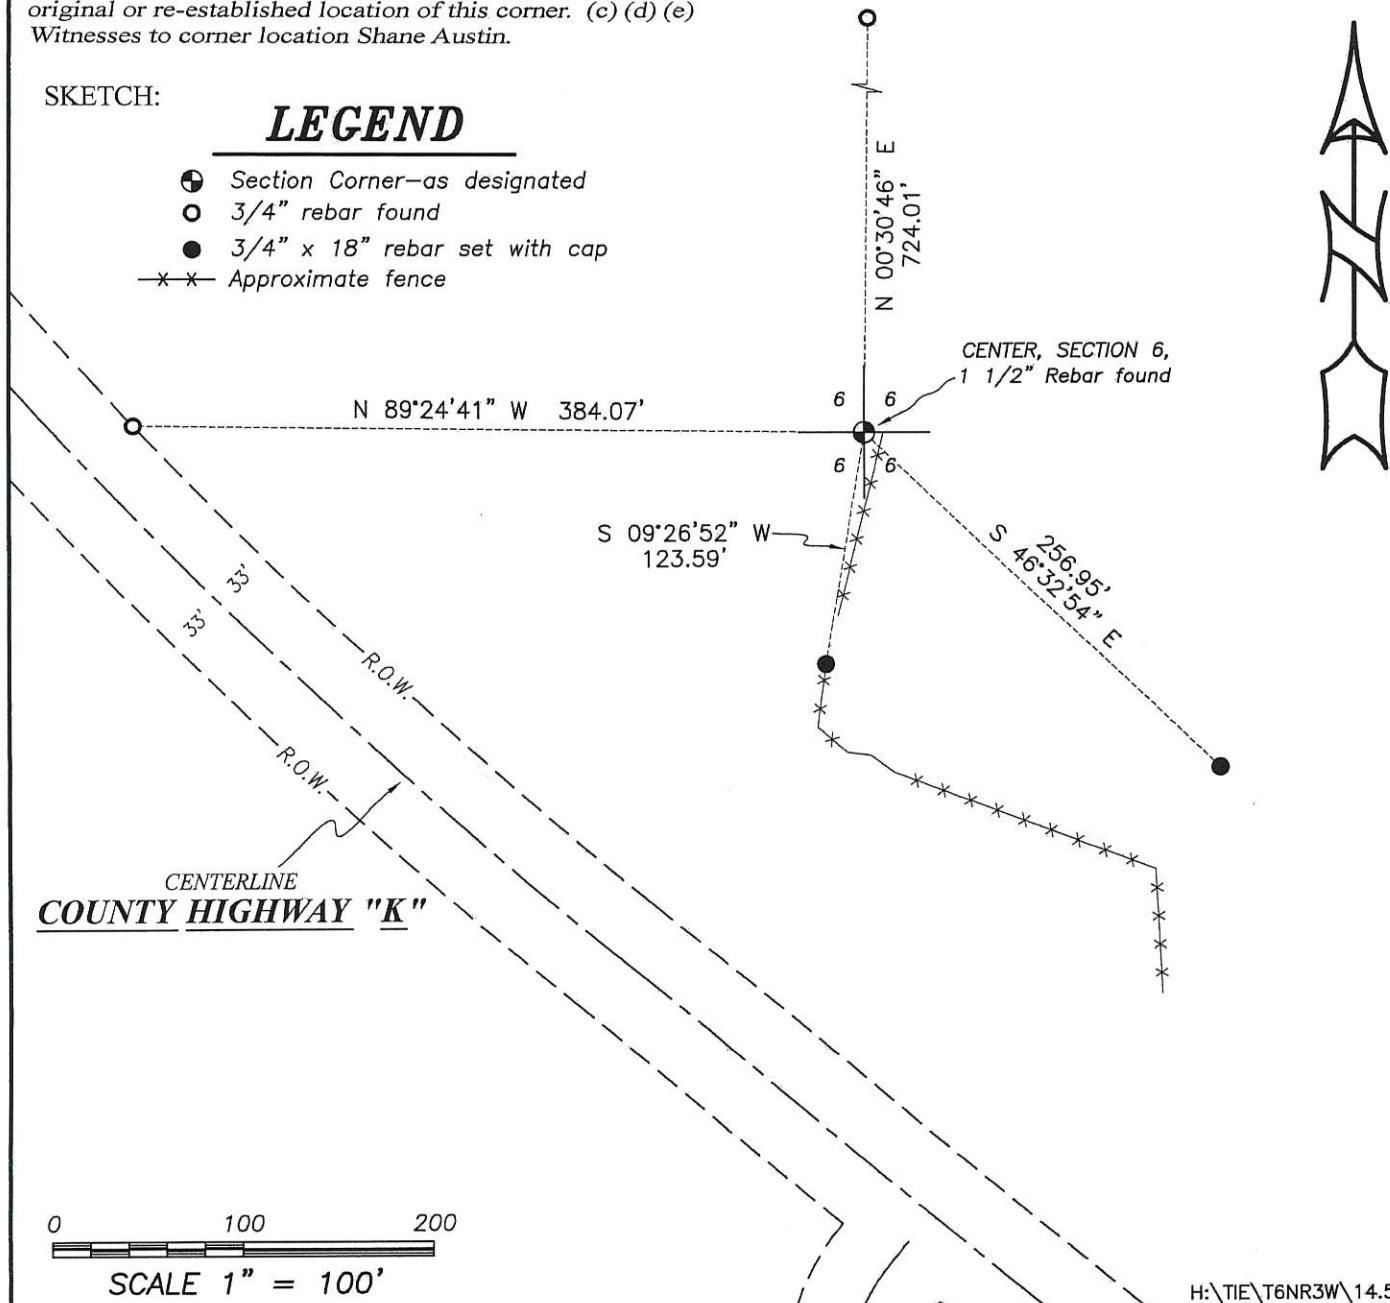 original or re-established location of this corner. (c) (d) (e)
Witnesses to corner location Shane Austin.
SKETCH:
LEGEND
Section Corner-as designated
3/4" rebar found
3/4" x 18" rebar set with cap
Approximate fence
N 00°30'46" E
724.01'
CENTER, SECTION 6,
1 1/2" Rebar found
6 6
N 89°24'41" W 384.07'
6 6
S 09°26'52" W
123.59'
256.95'
S 46°32'54" E
33'
33'
R.O.W.
R.O.W.
CENTERLINE
COUNTY HIGHWAY "K"
0 100 200
SCALE 1" = 100'
H:\TIE\T6NR3W\14.5